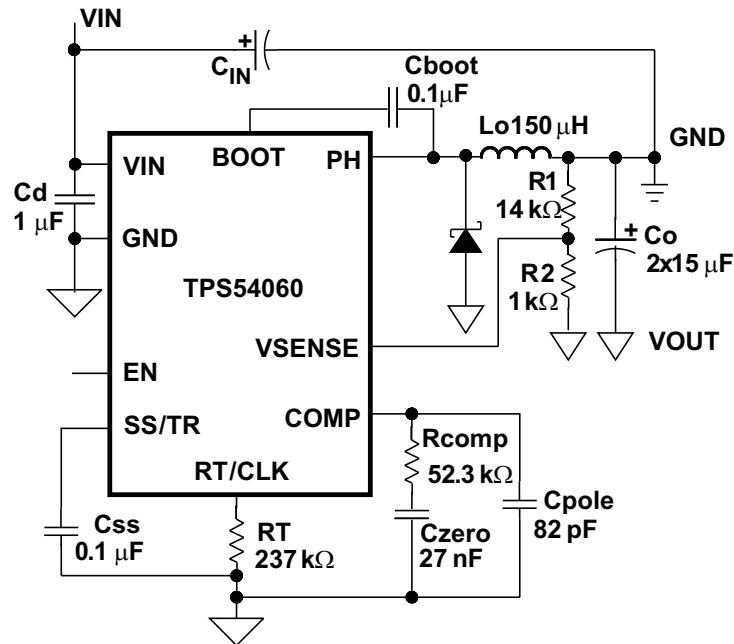 VIN
+
C_IN
Cboot
0.1 μF
Lo150 μH
GND
VIN
BOOT
PH
R1
14 kΩ
Cd
1 μF
GND
+
Co
2x15 μF
TPS54060
R2
1kΩ
VSENSE
VOUT
EN
SS/TR
COMP
Rcomp
52.3 kΩ
RT/CLK
Cpole
82 pF
Css
0.1 μF
RT
237 kΩ
Czero
27 nF